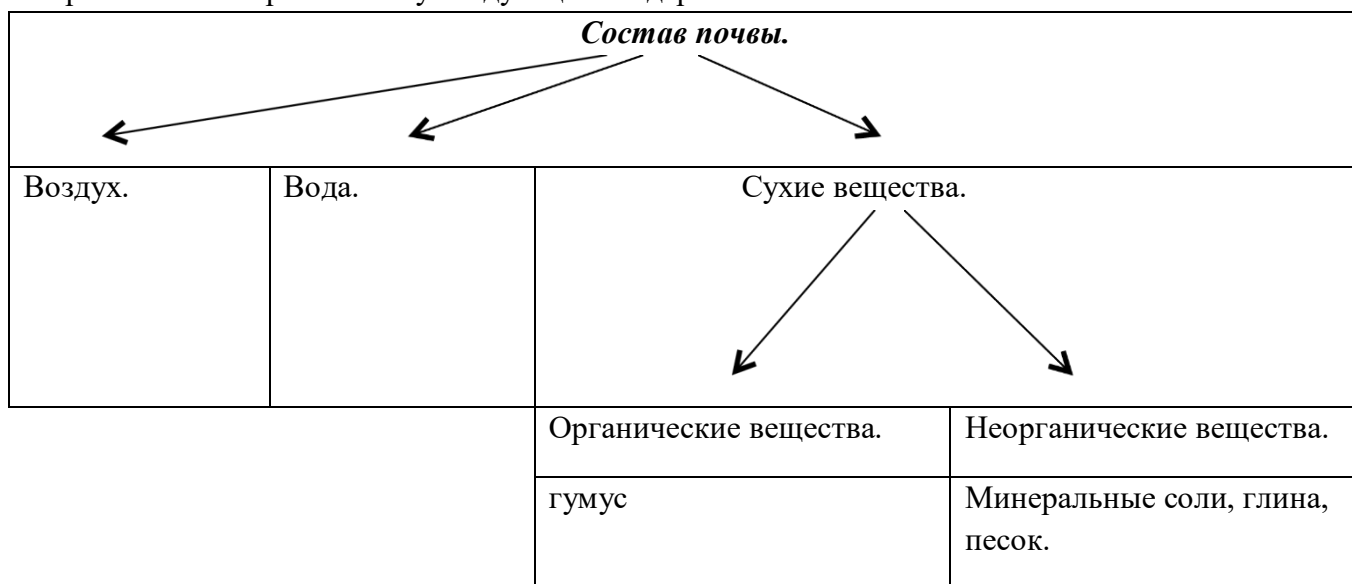 Состав почвы.
Воздух.
Вода.
Сухие вещества.
Органические вещества.
Неорганические вещества.
гумус
Минеральные соли, глина,
песок.